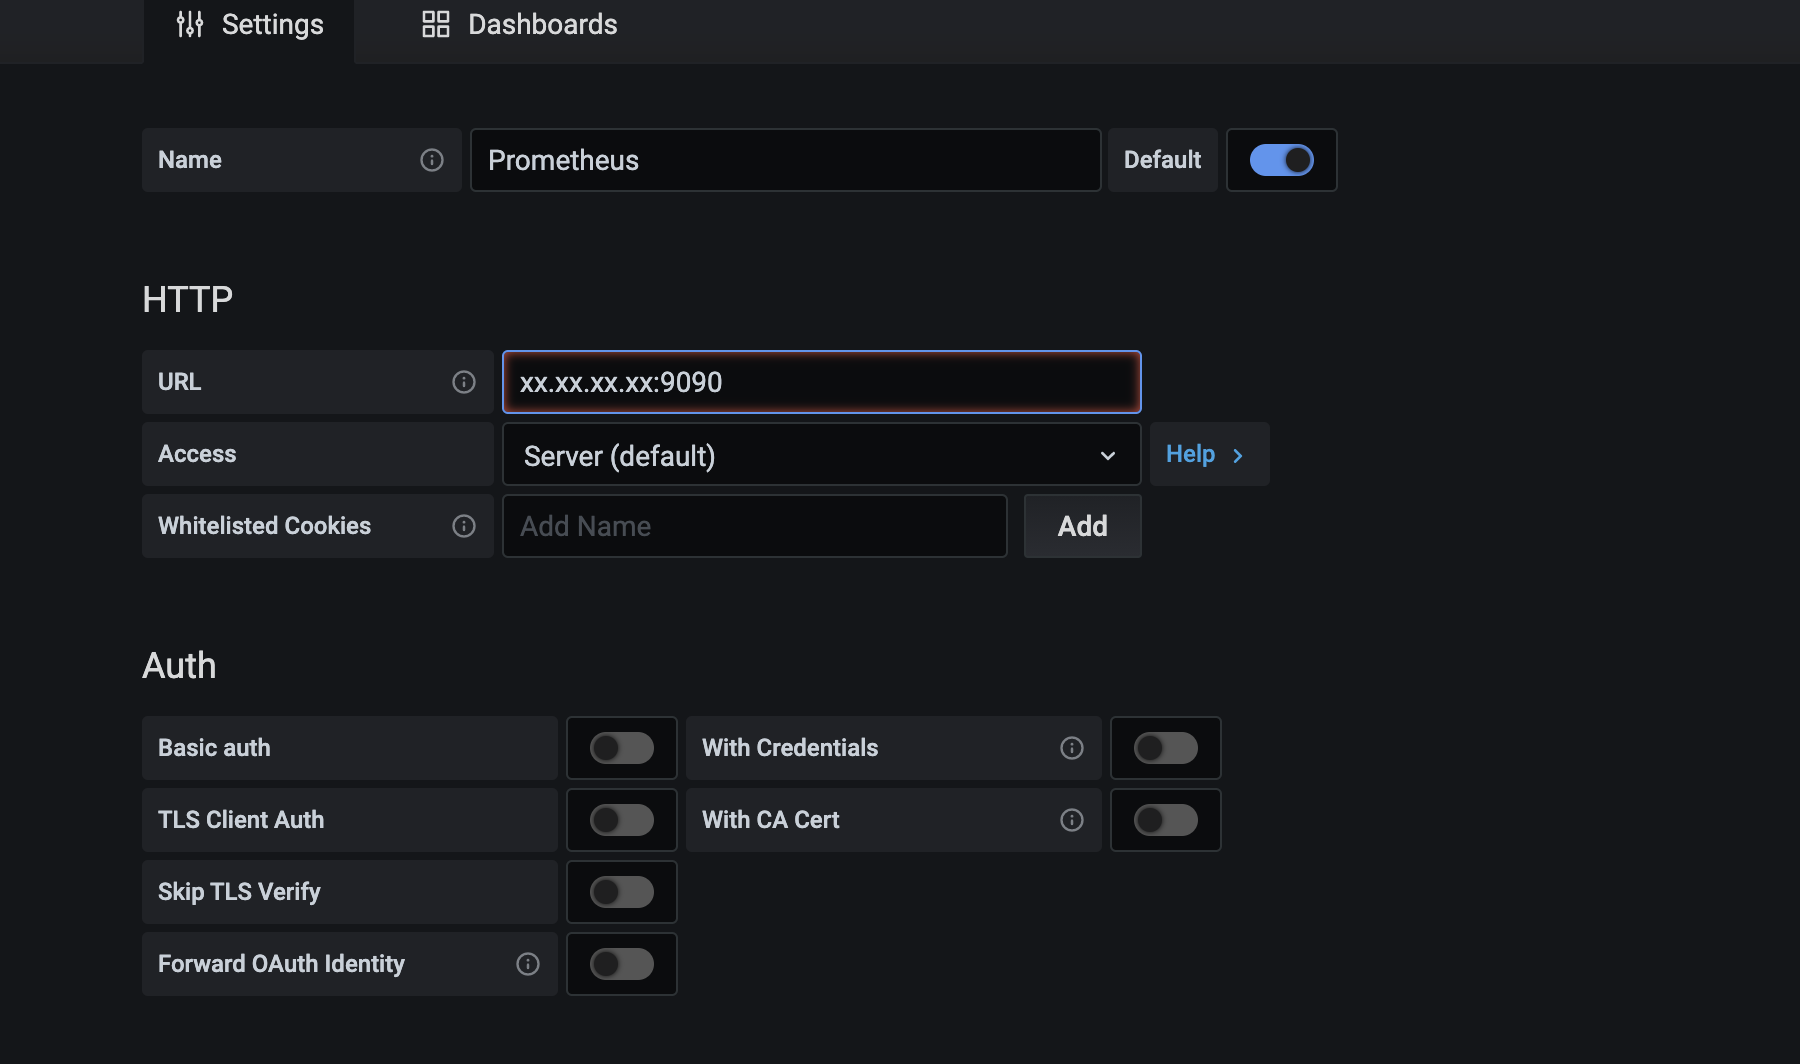 Settings
Dashboards
Name
Prometheus
Default
HTTP
URL
xx.xx.xx.xx:9090
Access
Server (default)
Help
Whitelisted Cookies
Add Name
Add
Auth
Basic auth
With Credentials
TLS Client Auth
With CA Cert
Skip TLS Verify
Forward OAuth Identity